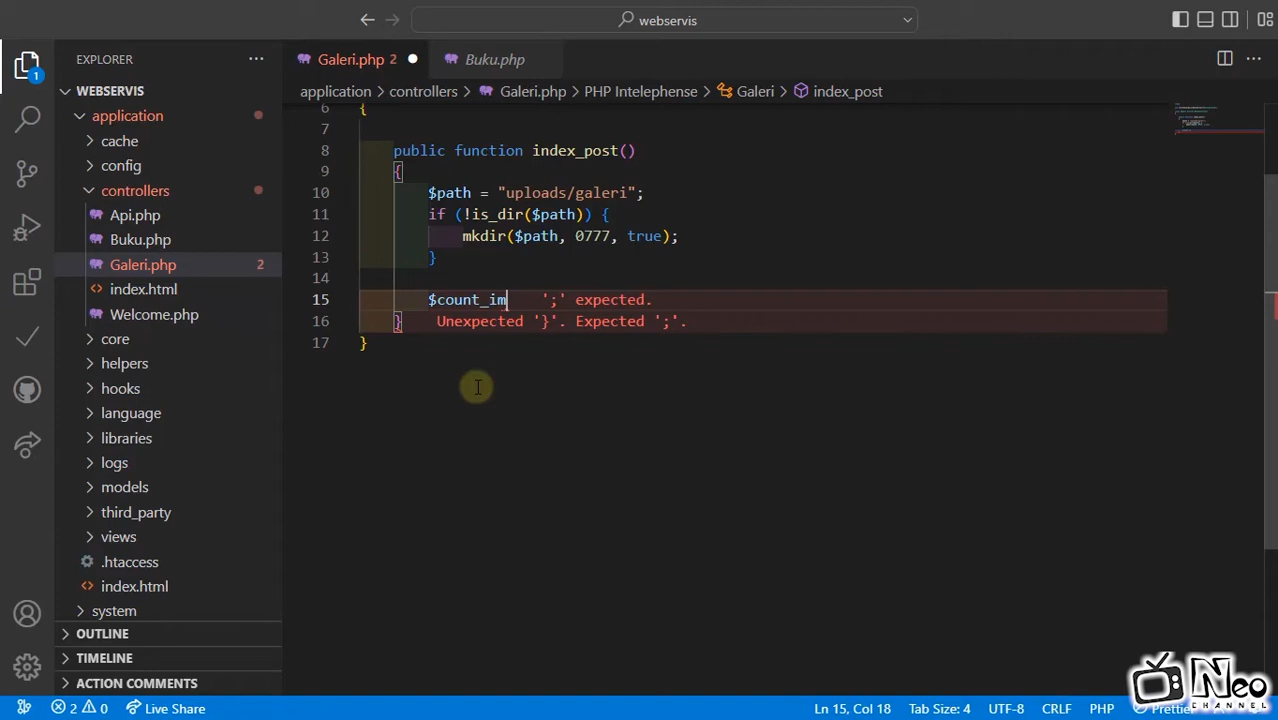 webservis
EXPLORER
Galeri.php 2
Buku.php
WEBSERVIS
application > controllers > Galeri.php > PHP Intelephense > Galeri > index_post
application
cache
config
controllers
Api.php
Buku.php
Galeri.php 2
index.html
Welcome.php
core
helpers
hooks
language
libraries
logs
models
third_party
views
.htaccess
index.html
system
OUTLINE
TIMELINE
ACTION COMMENTS
1
6 {
7
8 public function index_post()
9 {
10 $path = "uploads/galeri";
11 if (!is_dir($path)) {
12 mkdir($path, 0777, true);
13 }
14
15 $count_im ';' expected.
16 } Unexpected '}'. Expected ';'.
17 }
2 0 Live Share
Ln 15, Col 18 Tab Size: 4 UTF-8 CRLF PHP
Neo
CHANNEL